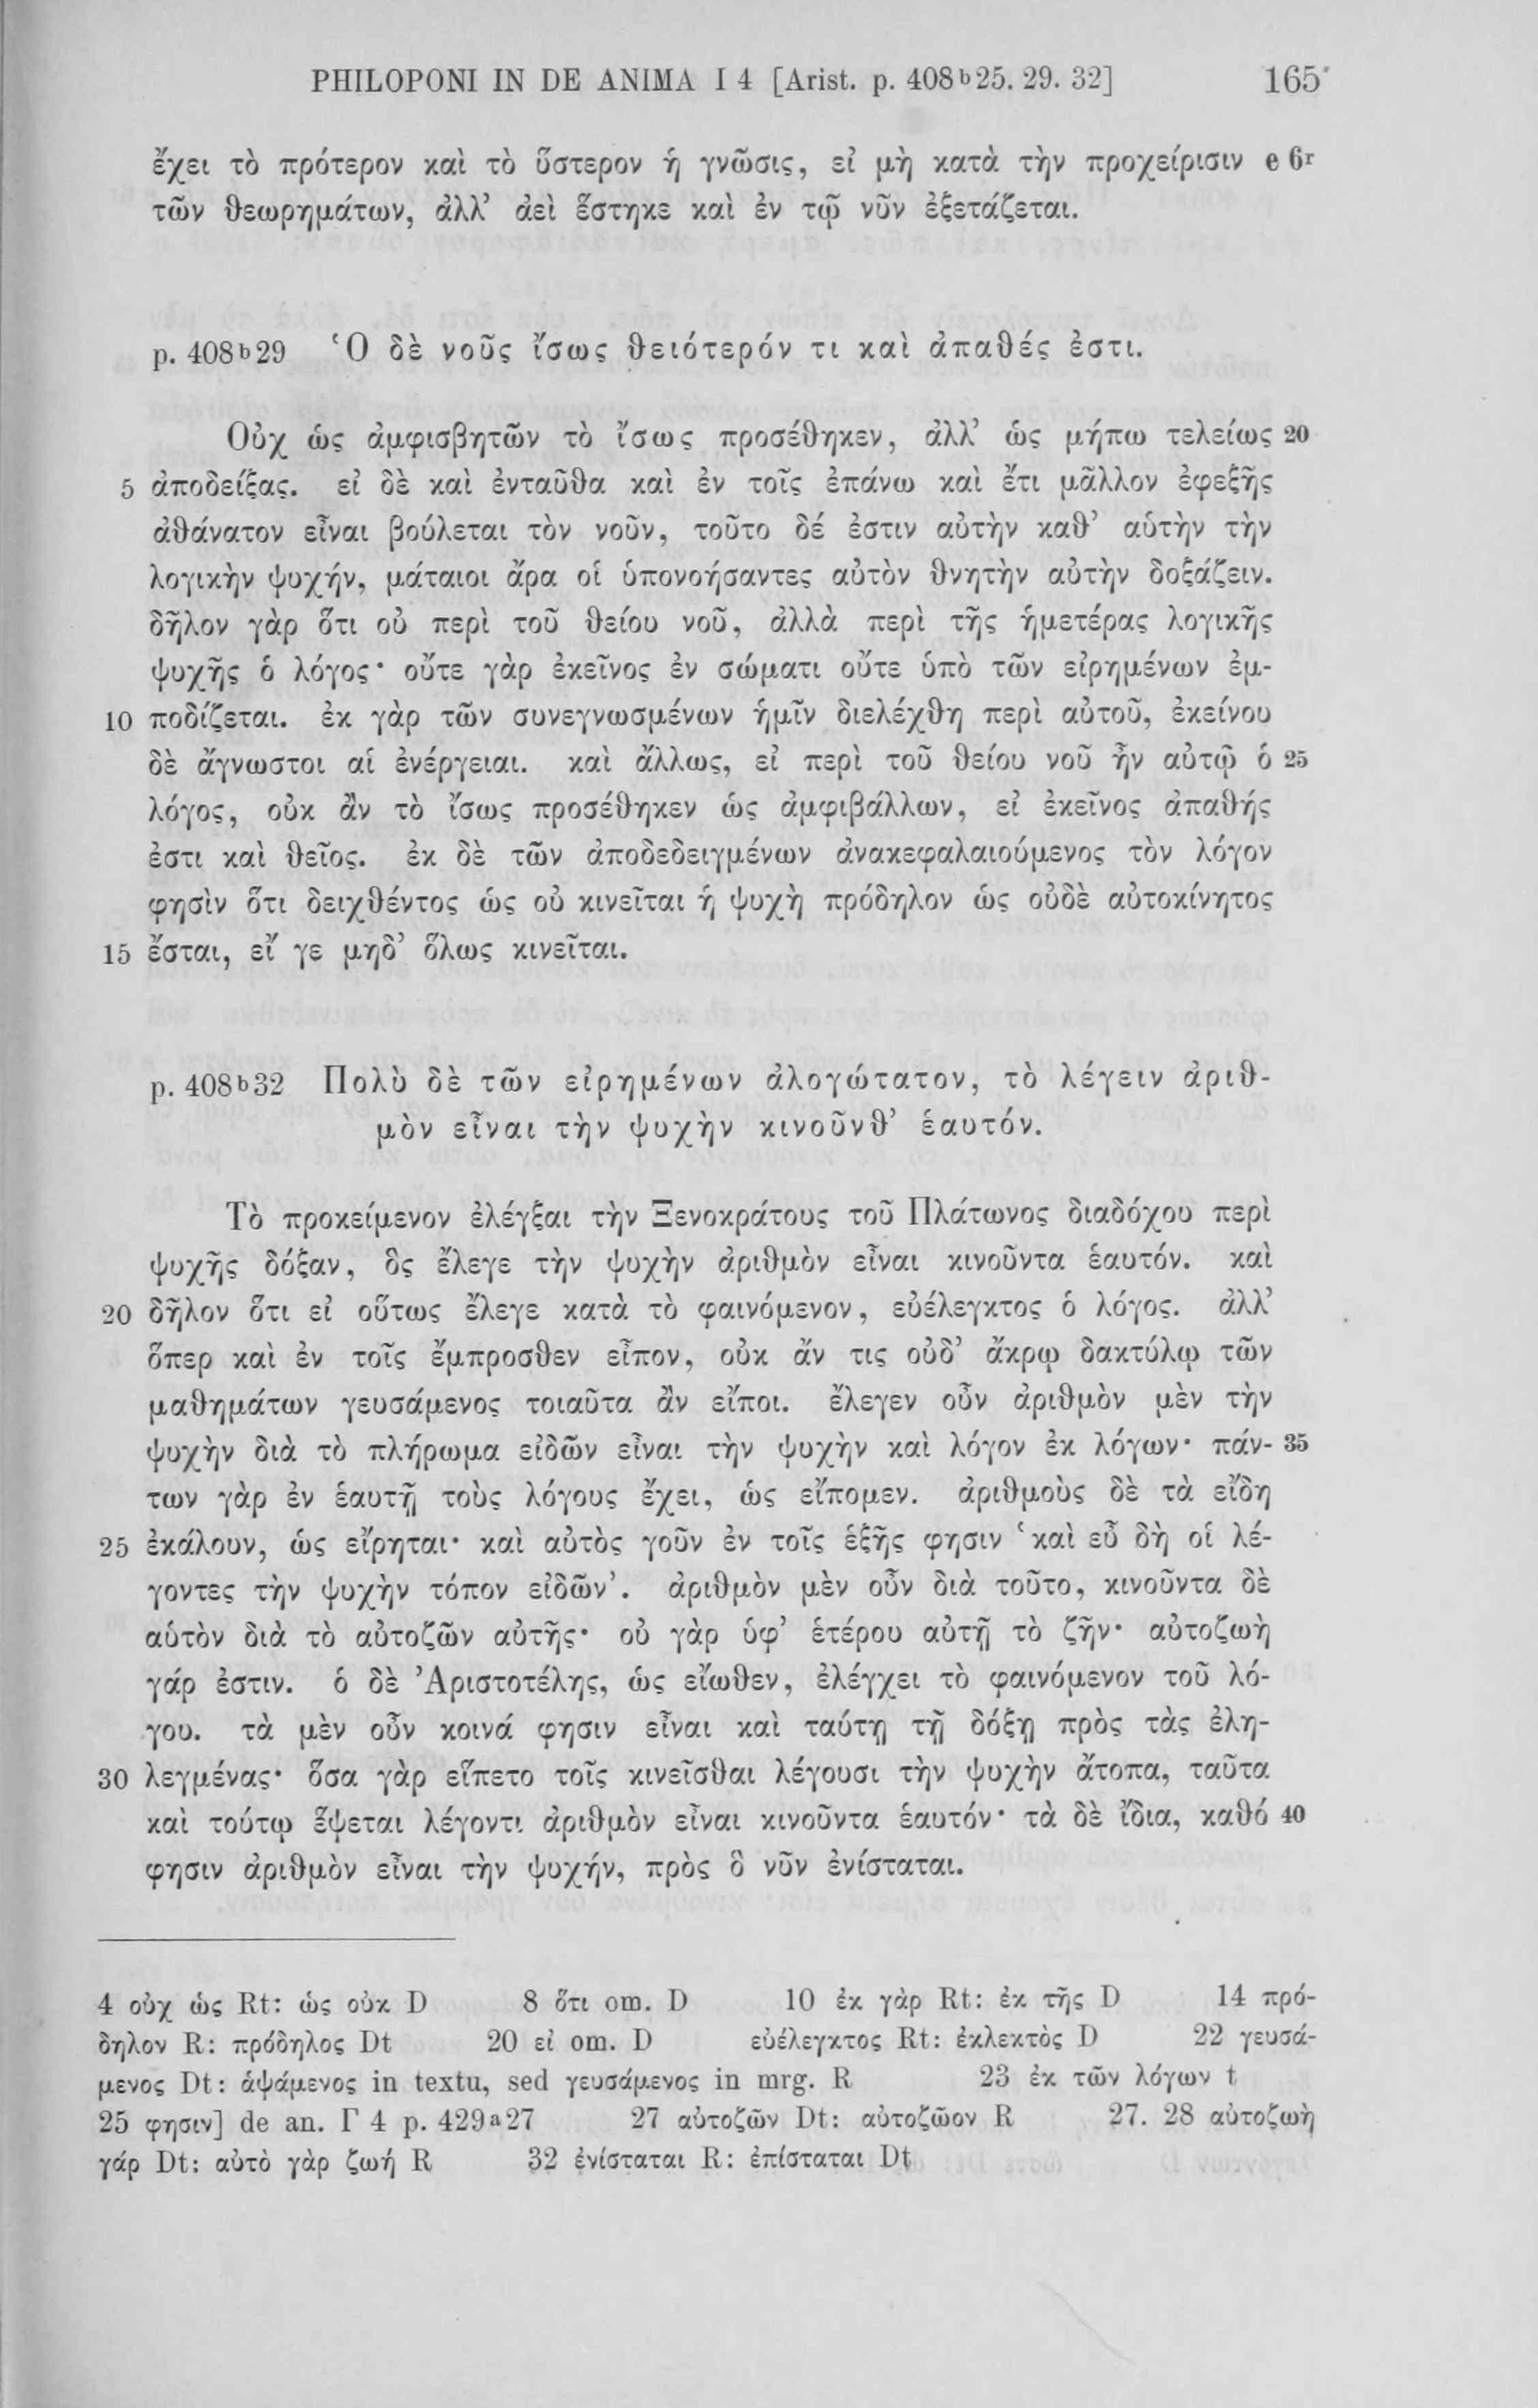 PHILOPONI IN DE ANIMA I 4 [Arist. p. 408ᵇ25. 29. 32] 165
ἔχει τὸ πρότερον καὶ τὸ ὕστερον ἡ γνῶσις, εἰ μὴ κατὰ τὴν προχείρισιν e 6ʳ
τῶν θεωρημάτων, ἀλλ’ ἀεὶ ἕστηκε καὶ ἐν τῷ νῦν ἐξετάζεται.
p. 408ᵇ29 Ὁ δὲ νοῦς ἴσως θειότερόν τι καὶ ἀπαθές ἐστι.
Οὐχ ὡς ἀμφισβητῶν τὸ ἴσως προσέθηκεν, ἀλλ’ ὡς μήπω τελείως 20
5 ἀποδείξας. εἰ δὲ καὶ ἐνταῦθα καὶ ἐν τοῖς ἐπάνω καὶ ἔτι μᾶλλον ἐφεξῆς
ἀθάνατον εἶναι βούλεται τὸν νοῦν, τοῦτο δέ ἐστιν αὐτὴν καθ’ αὑτὴν τὴν
λογικὴν ψυχήν, μάταιοι ἄρα οἱ ὑπονοήσαντες αὐτὸν θνητὴν αὐτὴν δοξάζειν.
δῆλον γὰρ ὅτι οὐ περὶ τοῦ θείου νοῦ, ἀλλὰ περὶ τῆς ἡμετέρας λογικῆς
ψυχῆς ὁ λόγος· οὔτε γὰρ ἐκεῖνος ἐν σώματι οὔτε ὑπὸ τῶν εἰρημένων ἐμ-
10 ποδίζεται. ἐκ γὰρ τῶν συνεγνωσμένων ἡμῖν διελέχθη περὶ αὐτοῦ, ἐκείνου
δὲ ἄγνωστοι αἱ ἐνέργειαι. καὶ ἄλλως, εἰ περὶ τοῦ θείου νοῦ ἦν αὐτῷ ὁ 25
λόγος, οὐκ ἂν τὸ ἴσως προσέθηκεν ὡς ἀμφιβάλλων, εἰ ἐκεῖνος ἀπαθής
ἐστι καὶ θεῖος. ἐκ δὲ τῶν ἀποδεδειγμένων ἀνακεφαλαιούμενος τὸν λόγον
φησὶν ὅτι δειχθέντος ὡς οὐ κινεῖται ἡ ψυχὴ πρόδηλον ὡς οὐδὲ αὐτοκίνητος
15 ἔσται, εἴ γε μηδ’ ὅλως κινεῖται.
p. 408ᵇ32 Πολὺ δὲ τῶν εἰρημένων ἀλογώτατον, τὸ λέγειν ἀριθ-
μὸν εἶναι τὴν ψυχὴν κινοῦνθ’ ἑαυτόν.
Τὸ προκείμενον ἐλέγξαι τὴν Ξενοκράτους τοῦ Πλάτωνος διαδόχου περὶ
ψυχῆς δόξαν, ὃς ἔλεγε τὴν ψυχὴν ἀριθμὸν εἶναι κινοῦντα ἑαυτόν. καὶ
20 δῆλον ὅτι εἰ οὕτως ἔλεγε κατὰ τὸ φαινόμενον, εὐέλεγκτος ὁ λόγος. ἀλλ’
ὅπερ καὶ ἐν τοῖς ἔμπροσθεν εἶπον, οὐκ ἄν τις οὐδ’ ἄκρῳ δακτύλῳ τῶν
μαθημάτων γευσάμενος τοιαῦτα ἂν εἴποι. ἔλεγεν οὖν ἀριθμὸν μὲν τὴν
ψυχὴν διὰ τὸ πλήρωμα εἰδῶν εἶναι τὴν ψυχὴν καὶ λόγον ἐκ λόγων· πάν- 35
των γὰρ ἐν ἑαυτῇ τοὺς λόγους ἔχει, ὡς εἴπομεν. ἀριθμοὺς δὲ τὰ εἴδη
25 ἐκάλουν, ὡς εἴρηται· καὶ αὐτὸς γοῦν ἐν τοῖς ἑξῆς φησιν ‘καὶ εὖ δὴ οἱ λέ-
γοντες τὴν ψυχὴν τόπον εἰδῶν’. ἀριθμὸν μὲν οὖν διὰ τοῦτο, κινοῦντα δὲ
αὑτὸν διὰ τὸ αὐτοζῶν αὐτῆς· οὐ γὰρ ὑφ’ ἑτέρου αὐτῇ τὸ ζῆν· αὐτοζωὴ
γάρ ἐστιν. ὁ δὲ Ἀριστοτέλης, ὡς εἴωθεν, ἐλέγχει τὸ φαινόμενον τοῦ λό-
γου. τὰ μὲν οὖν κοινά φησιν εἶναι καὶ ταύτῃ τῇ δόξῃ πρὸς τὰς ἐλη-
30 λεγμένας· ὅσα γὰρ εἵπετο τοῖς κινεῖσθαι λέγουσι τὴν ψυχὴν ἄτοπα, ταῦτα
καὶ τούτῳ ἕψεται λέγοντι ἀριθμὸν εἶναι κινοῦντα ἑαυτόν· τὰ δὲ ἴδια, καθό 40
φησιν ἀριθμὸν εἶναι τὴν ψυχήν, πρὸς ὃ νῦν ἐνίσταται.
4 οὐχ ὡς Rt: ὡς οὐκ D 8 ὅτι om. D 10 ἐκ γὰρ Rt: ἐκ τῆς D 14 πρό-
δηλον R: πρόδηλος Dt 20 εἰ om. D εὐέλεγκτος Rt: ἐκλεκτὸς D 22 γευσά-
μενος Dt: ἁψάμενος in textu, sed γευσάμενος in mrg. R 23 ἐκ τῶν λόγων t
25 φησιν] de an. Γ 4 p. 429ᵃ27 27 αὐτοζῶν Dt: αὐτοζῶον R 27. 28 αὐτοζωὴ
γάρ Dt: αὐτὸ γὰρ ζωή R 32 ἐνίσταται R: ἐπίσταται Dt